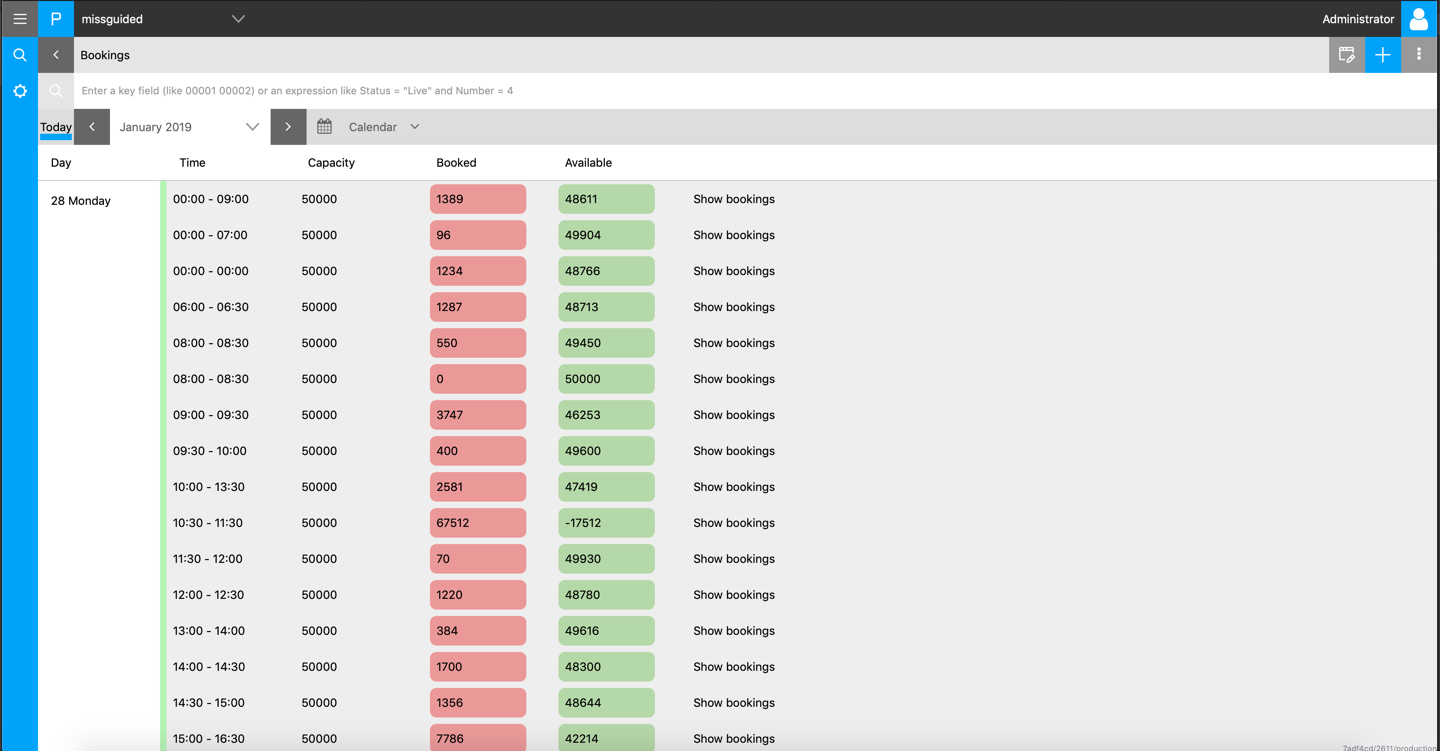 P missguided Administrator
Bookings
Enter a key field (like 00001 00002) or an expression like Status = "Live" and Number = 4
Today January 2019 Calendar
Day Time Capacity Booked Available
28 Monday 00:00 - 09:00 50000 1389 48611 Show bookings
00:00 - 07:00 50000 96 49904 Show bookings
00:00 - 00:00 50000 1234 48766 Show bookings
06:00 - 06:30 50000 1287 48713 Show bookings
08:00 - 08:30 50000 550 49450 Show bookings
08:00 - 08:30 50000 0 50000 Show bookings
09:00 - 09:30 50000 3747 46253 Show bookings
09:30 - 10:00 50000 400 49600 Show bookings
10:00 - 13:30 50000 2581 47419 Show bookings
10:30 - 11:30 50000 67512 -17512 Show bookings
11:30 - 12:00 50000 70 49930 Show bookings
12:00 - 12:30 50000 1220 48780 Show bookings
13:00 - 14:00 50000 384 49616 Show bookings
14:00 - 14:30 50000 1700 48300 Show bookings
14:30 - 15:00 50000 1356 48644 Show bookings
15:00 - 16:30 50000 7786 42214 Show bookings
7adf4cd/2611/production